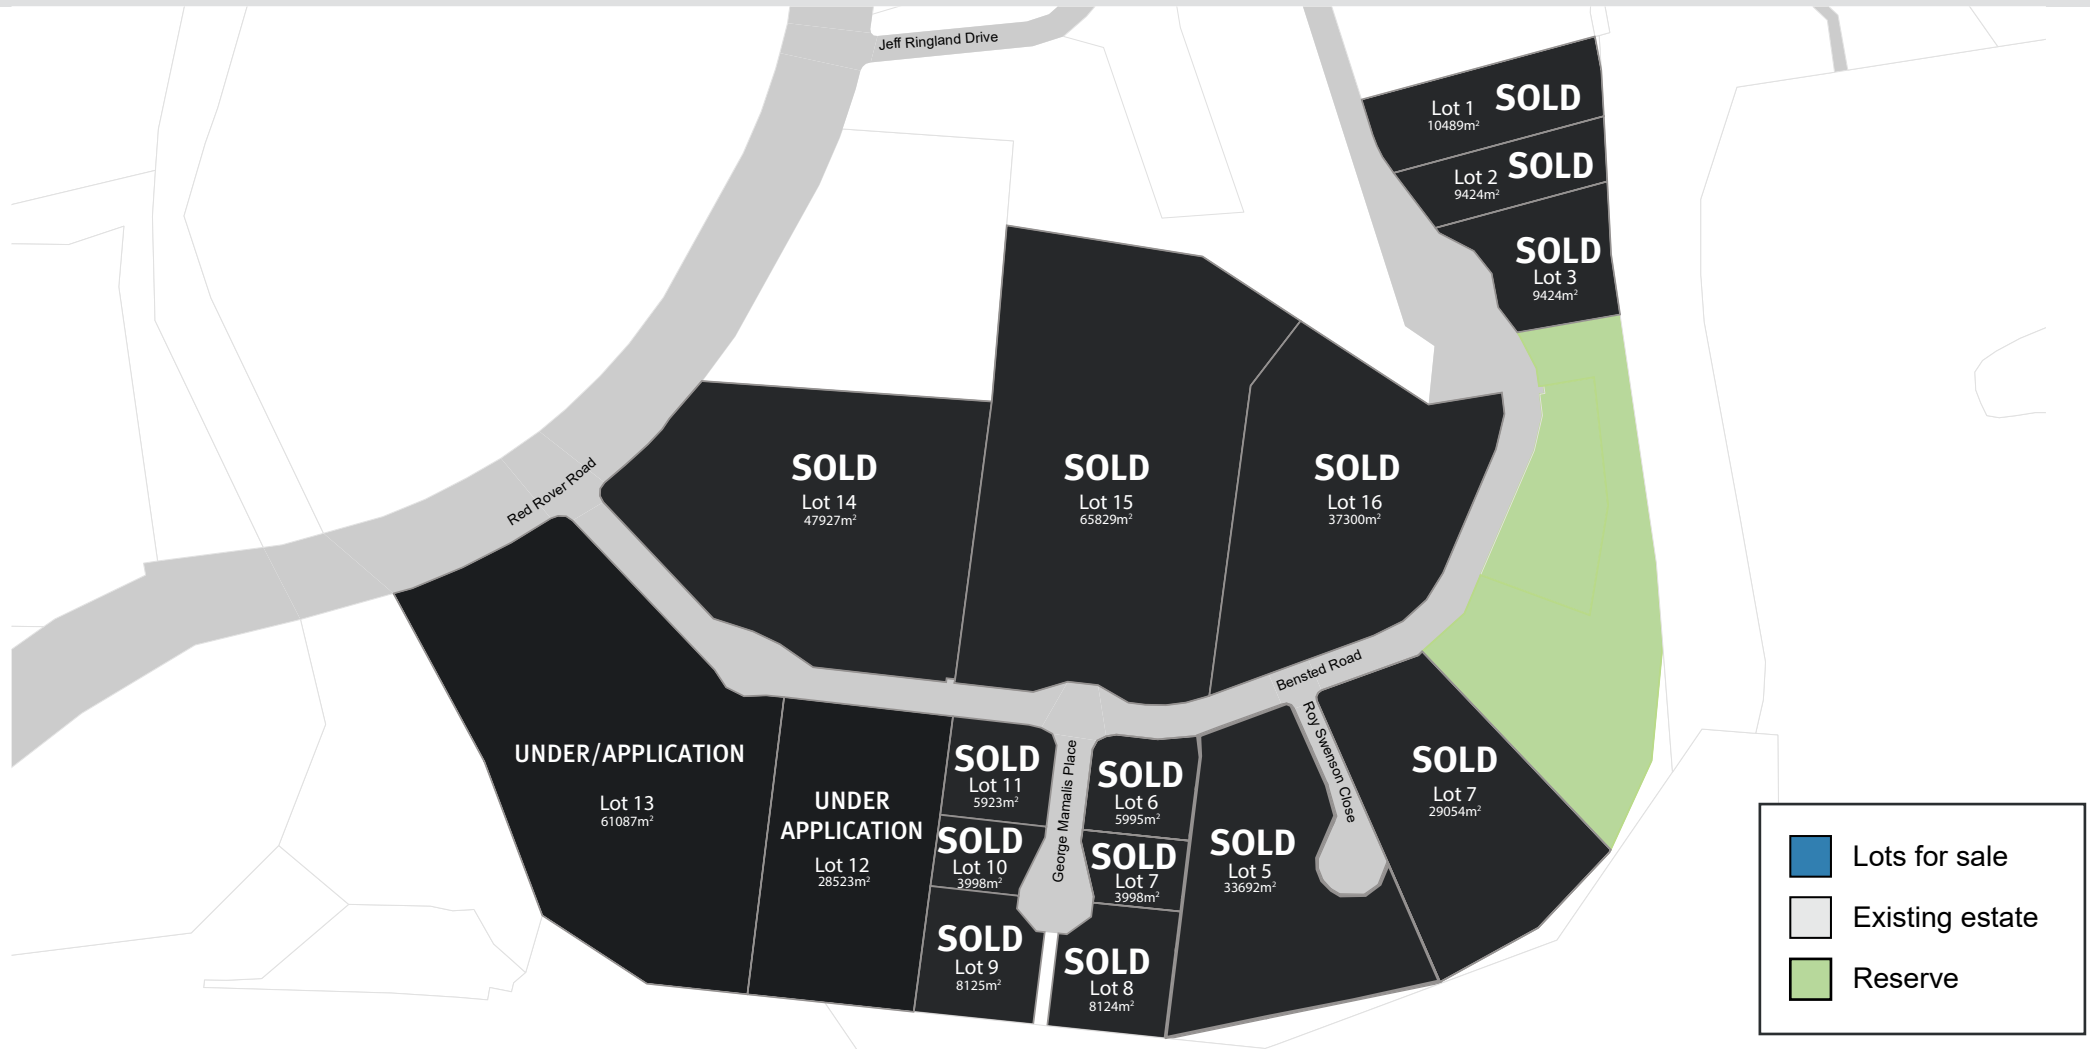 Jeff Ringland Drive
Lot 1 SOLD
10489m²
Lot 2 SOLD
9424m²
SOLD
Lot 3
9424m²
Red Rover Road
SOLD
Lot 14
47927m²
SOLD
Lot 15
65829m²
SOLD
Lot 16
37300m²
Bensted Road
Roy Swenson Close
George Mamalis Place
UNDER/APPLICATION
Lot 13
61087m²
UNDER
APPLICATION
Lot 12
28523m²
SOLD
Lot 11
5923m²
SOLD
Lot 10
3998m²
SOLD
Lot 9
8125m²
SOLD
Lot 6
5995m²
SOLD
Lot 7
3998m²
SOLD
Lot 8
8124m²
SOLD
Lot 5
33692m²
SOLD
Lot 7
29054m²
Lots for sale
Existing estate
Reserve